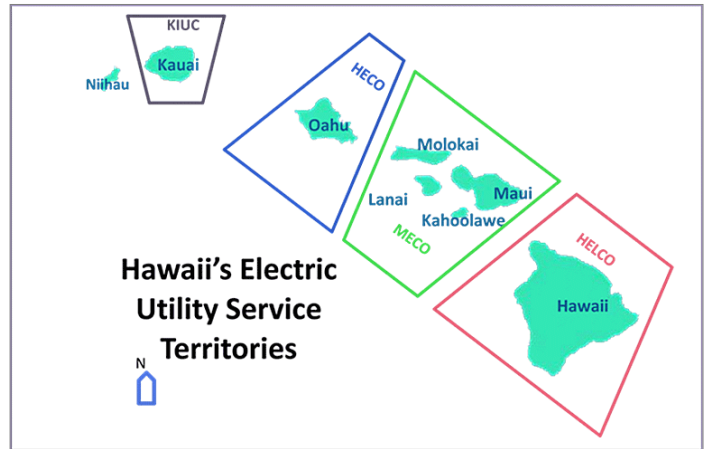 KIUC
Kauai
Niihau
HECO
Oahu
Molokai
Lanai
Maui
Kahoolawe
MECO
HELCO
Hawaii
Hawaii’s Electric
Utility Service
Territories
N